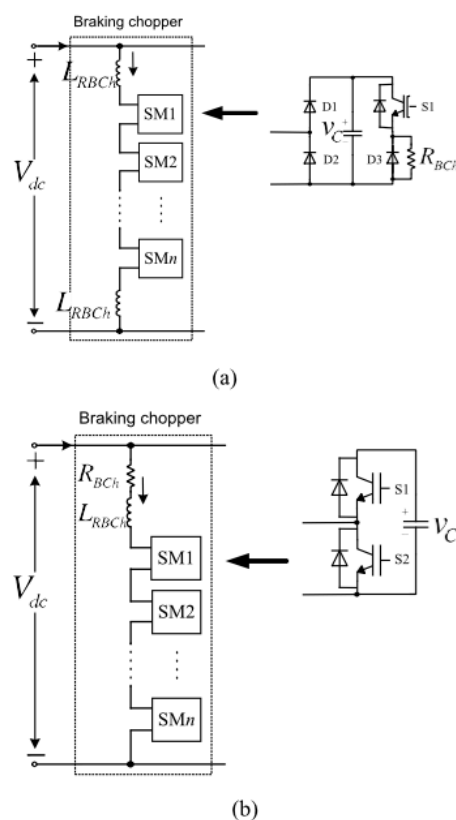 Braking chopper
+
L_RBCh
SM1
SM2
V_dc
SMn
L_RBCh
−
D1
D2
v_C
+
−
S1
D3
R_BCh
(a)
Braking chopper
+
R_BCh
L_RBCh
SM1
SM2
V_dc
SMn
−
S1
S2
+
−
v_C
(b)